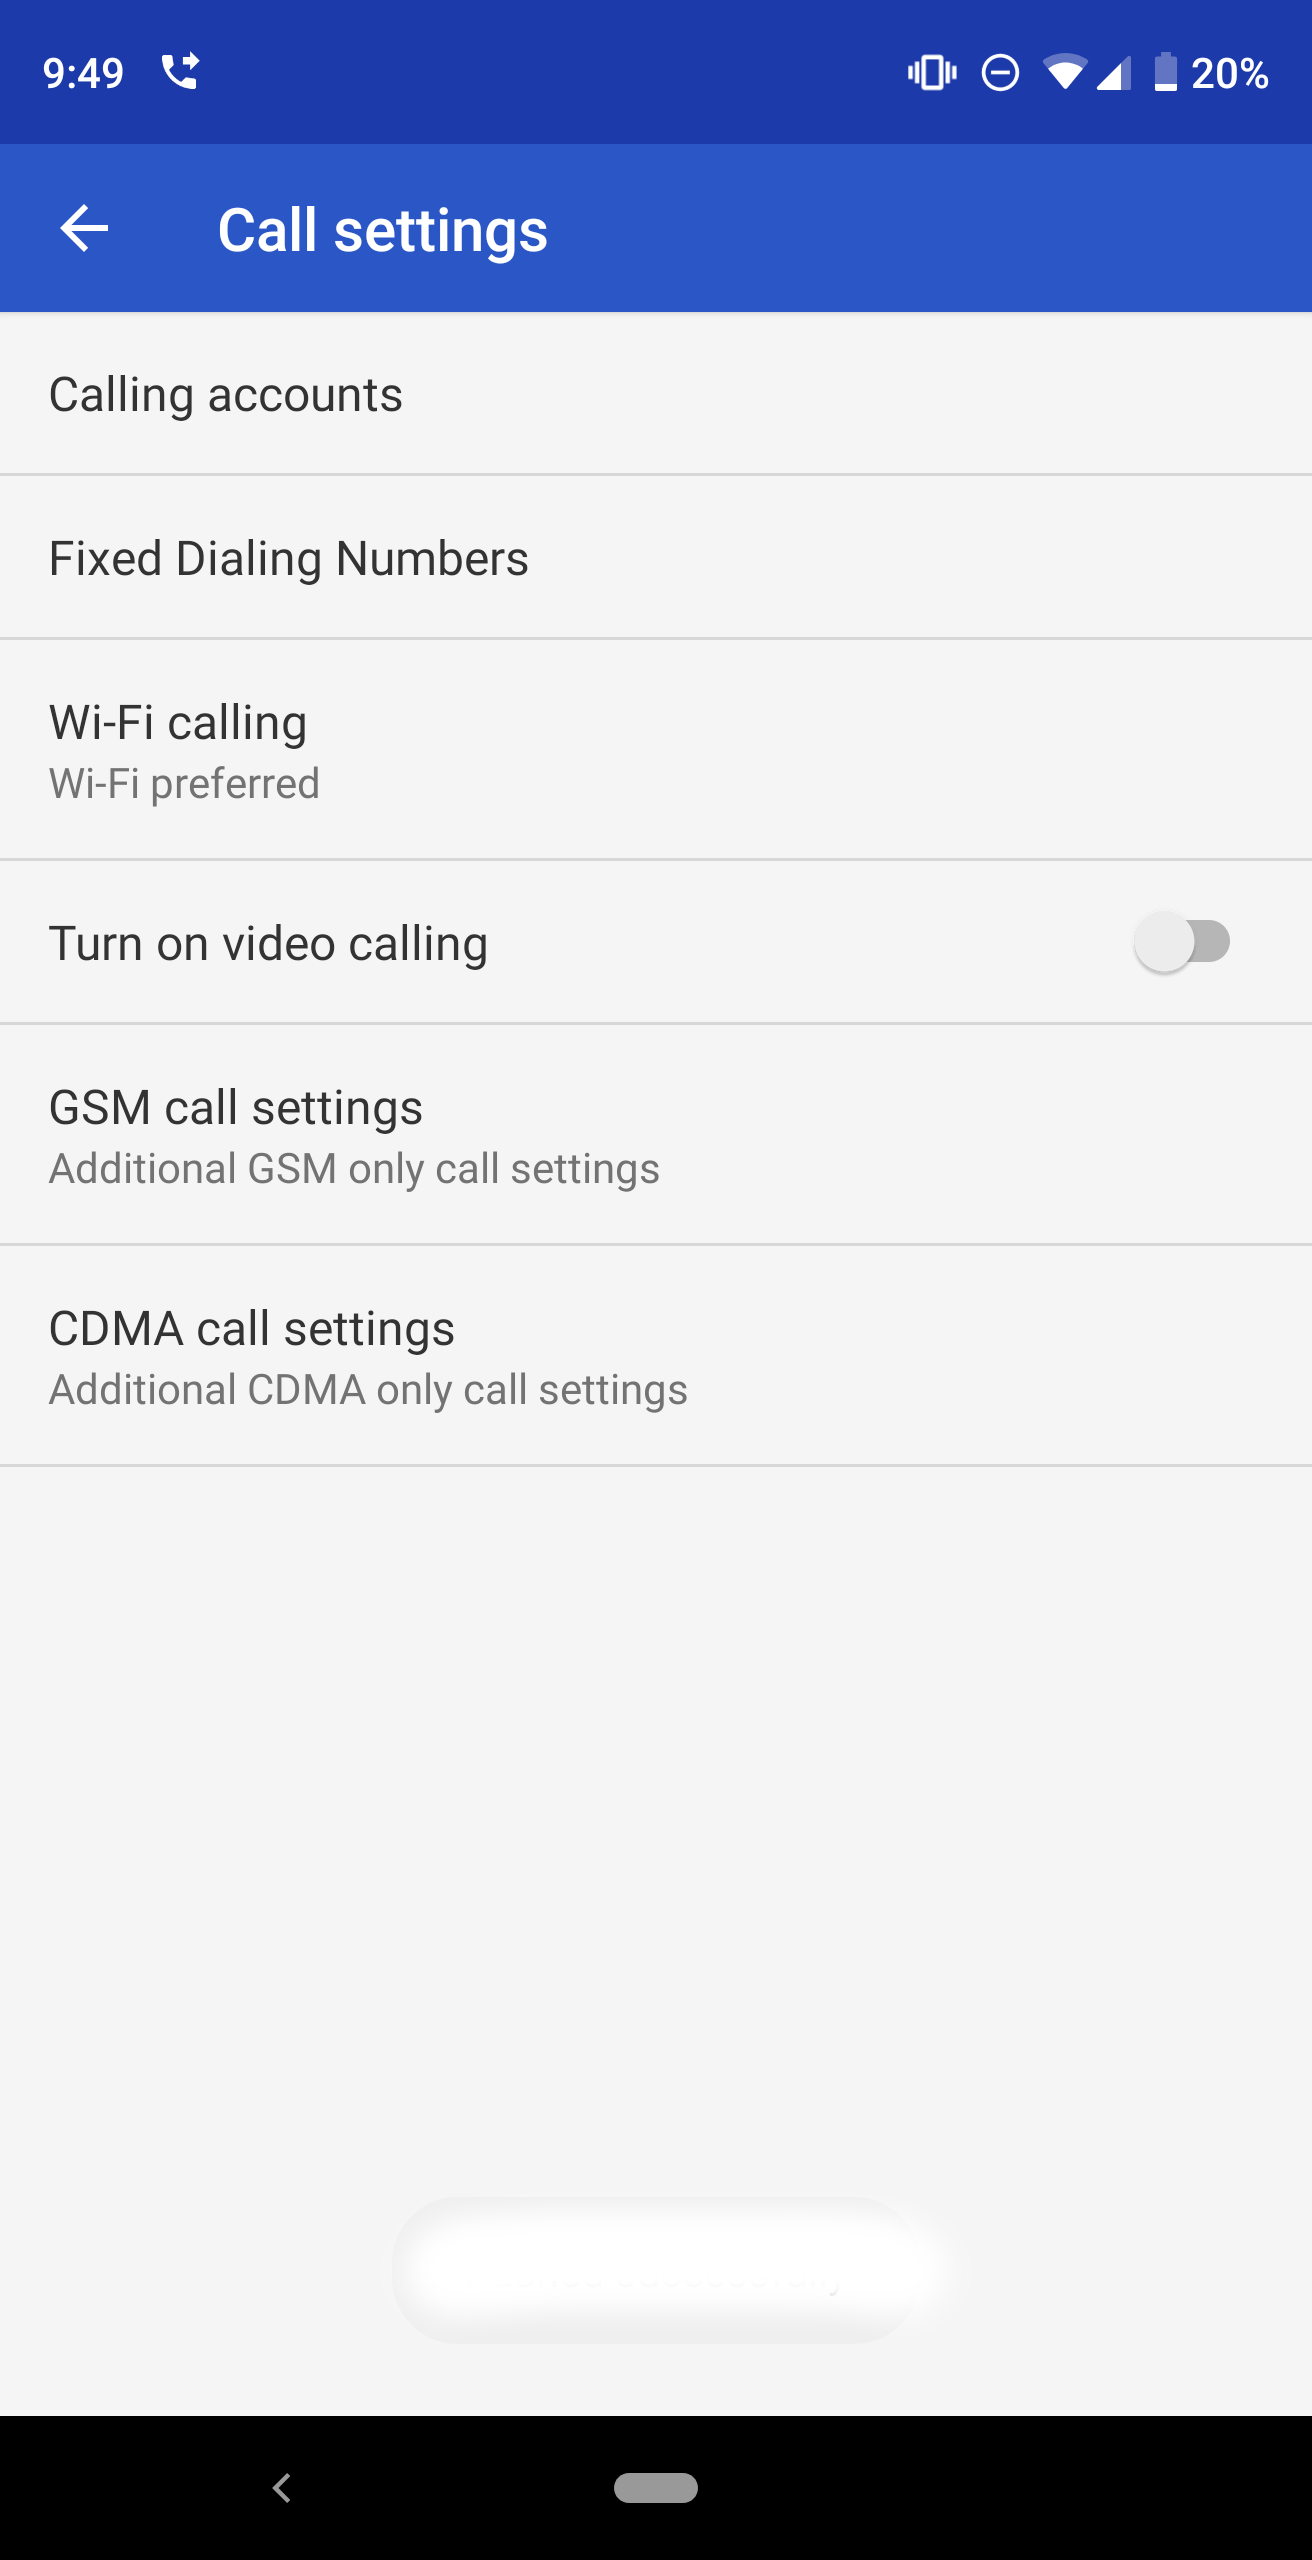 9:49 20%
Call settings
Calling accounts
Fixed Dialing Numbers
Wi-Fi calling
Wi-Fi preferred
Turn on video calling
GSM call settings
Additional GSM only call settings
CDMA call settings
Additional CDMA only call settings